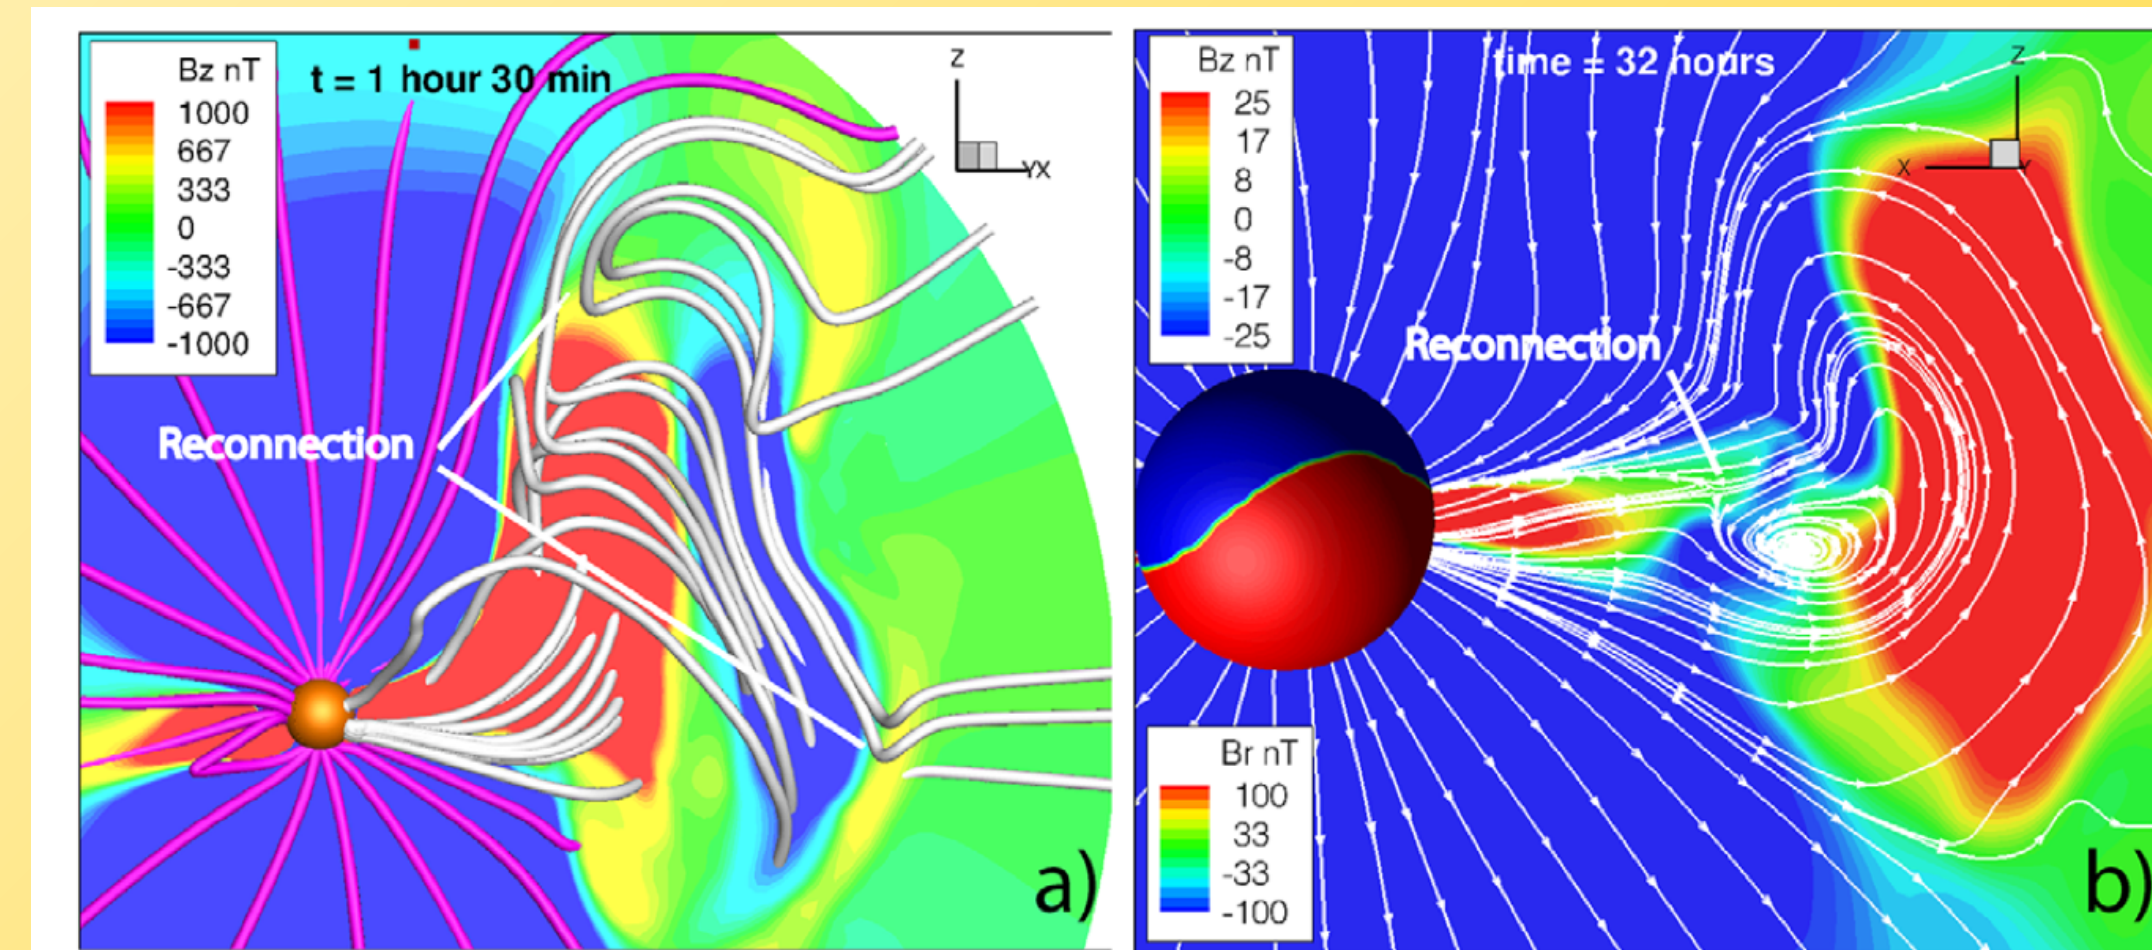 Bz nT
1000
667
333
0
-333
-667
-1000
t = 1 hour 30 min
Z
YX
Reconnection
a)
Bz nT
25
17
8
0
-8
-17
-25
time = 32 hours
Z
X
Y
Reconnection
Br nT
100
33
-33
-100
b)